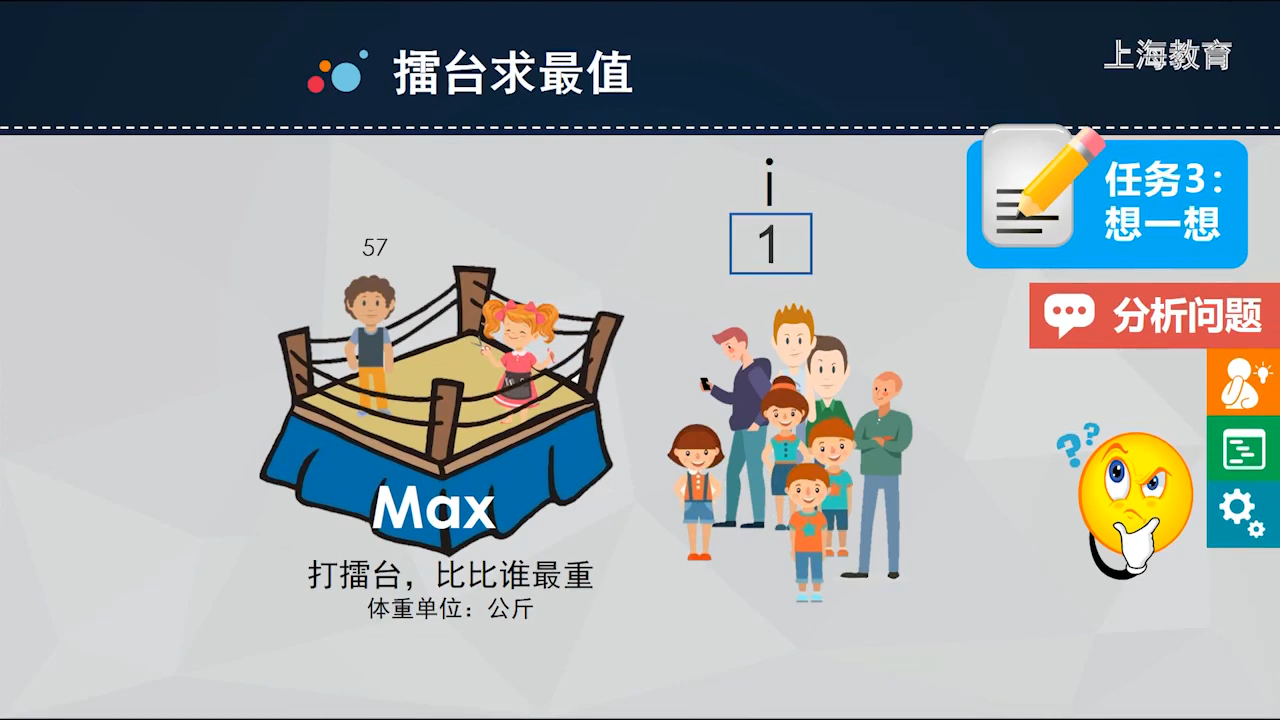 擂台求最值
上海教育
i
1
任务3：
想一想
57
分析问题
Max
打擂台，比比谁最重
体重单位：公斤